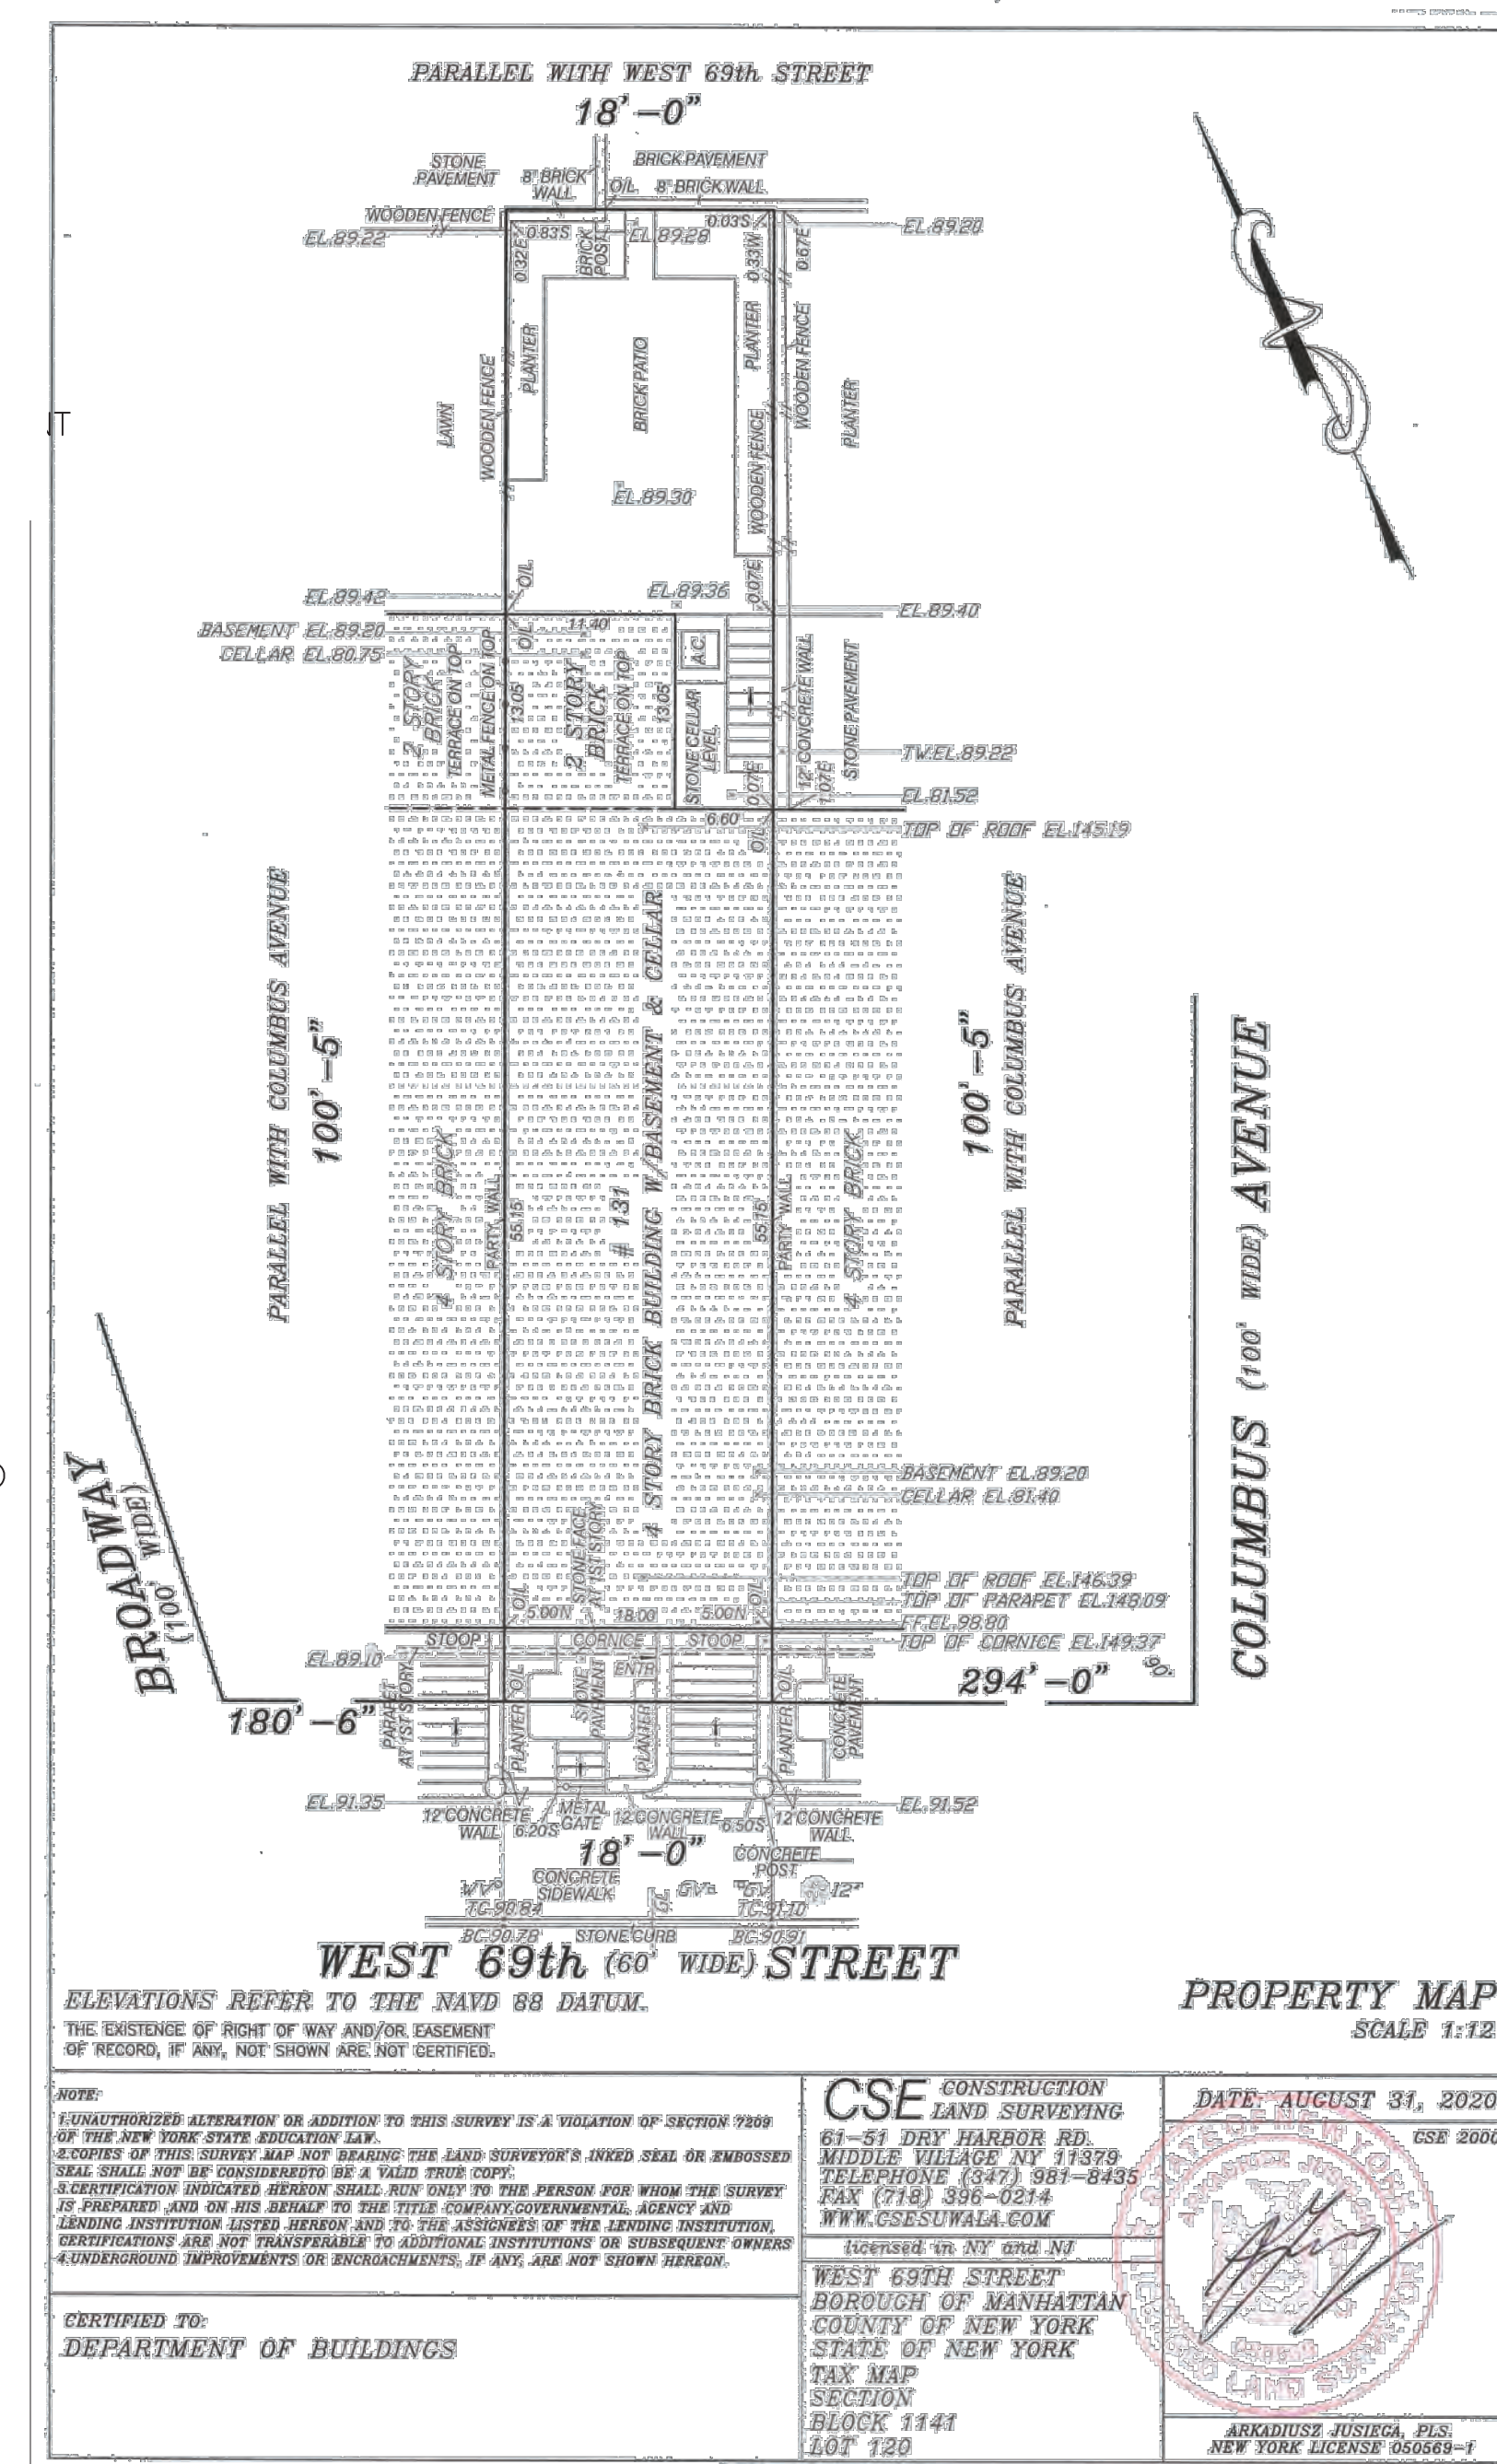 PARALLEL WITH WEST 69th STREET
18'-0"
STONE
PAVEMENT
8" BRICK
WALL
O/L
BRICK PAVEMENT
8" BRICK WALL
WOODEN FENCE
EL.89.22
0.83S
0.32E
BRICK
POST
EL.89.28
0.03S
0.33W
0.67E
EL.89.20
LAWN
WOODEN FENCE
PLANTER
BRICK PATIO
PLANTER
WOODEN FENCE
WOODEN FENCE
PLANTER
NT
EL.89.30
EL.89.42
O/L
EL.89.36
0.07E
EL.89.40
BASEMENT EL.89.20
CELLAR EL.80.75
O/L
11.40
2 STORY
BRICK
TERRACE ON TOP
METAL FENCE ON TOP
13.05
2 STORY
BRICK
TERRACE ON TOP
13.05
A.C.
STONE CELLAR
LEVEL
0.07E
12" CONCRETE WALL
1.07E
STONE PAVEMENT
TW.EL.89.22
EL.81.52
6.60
O/L
TOP OF ROOF EL.145.19
PARALLEL WITH COLUMBUS AVENUE
100'-5"
4 STORY BRICK
PARTY WALL
55.15
# 131
4 STORY BRICK BUILDING W/BASEMENT & CELLAR
55.15
PARTY WALL
4 STORY BRICK
100'-5"
PARALLEL WITH COLUMBUS AVENUE
COLUMBUS (100' WIDE) AVENUE
BROADWAY
(100' WIDE)
BASEMENT EL.89.20
CELLAR EL.81.40
STONE FACE
AT 1ST STORY
TOP OF ROOF EL.146.39
TOP OF PARAPET EL.148.09
FF.EL.98.80
TOP OF CORNICE EL.149.37
O/L
5.00N
18.00
5.00N
O/L
STOOP
CORNICE
STOOP
EL.89.10
ENTR
PARAPET
AT 1ST STORY
PLANTER
O/L
STONE
PAVEMENT
PLANTER
PLANTER
O/L
CONCRETE
PAVEMENT
180'-6"
294'-0"
90°
EL.91.35
EL.91.52
12" CONCRETE
WALL
6.20S
METAL
GATE
12" CONCRETE
WALL
6.50S
12" CONCRETE
WALL
18'-0"
CONCRETE
POST
CONCRETE
SIDEWALK
WV
GL
GV
GV
12"
TC.90.84
TC.91.10
BC.90.78
STONE CURB
BC.90.91
WEST 69th (60' WIDE) STREET
ELEVATIONS REFER TO THE NAVD 88 DATUM.
THE EXISTENCE OF RIGHT OF WAY AND/OR EASEMENT
OF RECORD, IF ANY, NOT SHOWN ARE NOT CERTIFIED.
PROPERTY MAP
SCALE 1:12
NOTE:
1.UNAUTHORIZED ALTERATION OR ADDITION TO THIS SURVEY IS A VIOLATION OF SECTION 7209
OF THE NEW YORK STATE EDUCATION LAW.
2.COPIES OF THIS SURVEY MAP NOT BEARING THE LAND SURVEYOR'S INKED SEAL OR EMBOSSED
SEAL SHALL NOT BE CONSIDEREDTO BE A VALID TRUE COPY.
3.CERTIFICATION INDICATED HEREON SHALL RUN ONLY TO THE PERSON FOR WHOM THE SURVEY
IS PREPARED AND ON HIS BEHALF TO THE TITLE COMPANY,GOVERNMENTAL, AGENCY AND
LENDING INSTITUTION LISTED HEREON AND TO THE ASSIGNEES OF THE LENDING INSTITUTION,
CERTIFICATIONS ARE NOT TRANSFERABLE TO ADDITIONAL INSTITUTIONS OR SUBSEQUENT OWNERS
4.UNDERGROUND IMPROVEMENTS OR ENCROACHMENTS, IF ANY, ARE NOT SHOWN HEREON.
CERTIFIED TO:
DEPARTMENT OF BUILDINGS
CSE CONSTRUCTION
LAND SURVEYING
61-51 DRY HARBOR RD.
MIDDLE VILLAGE NY 11379
TELEPHONE (347) 981-8435
FAX (718) 396-0214
WWW.CSESUWALA.COM
licensed in NY and NJ
WEST 69TH STREET
BOROUGH OF MANHATTAN
COUNTY OF NEW YORK
STATE OF NEW YORK
TAX MAP
SECTION
BLOCK 1141
LOT 120
DATE: AUGUST 31, 2020
CSE 2000
STATE OF NEW YORK
ARKADIUSZ JUSIEGA, PLS.
NEW YORK LICENSE 050569-1